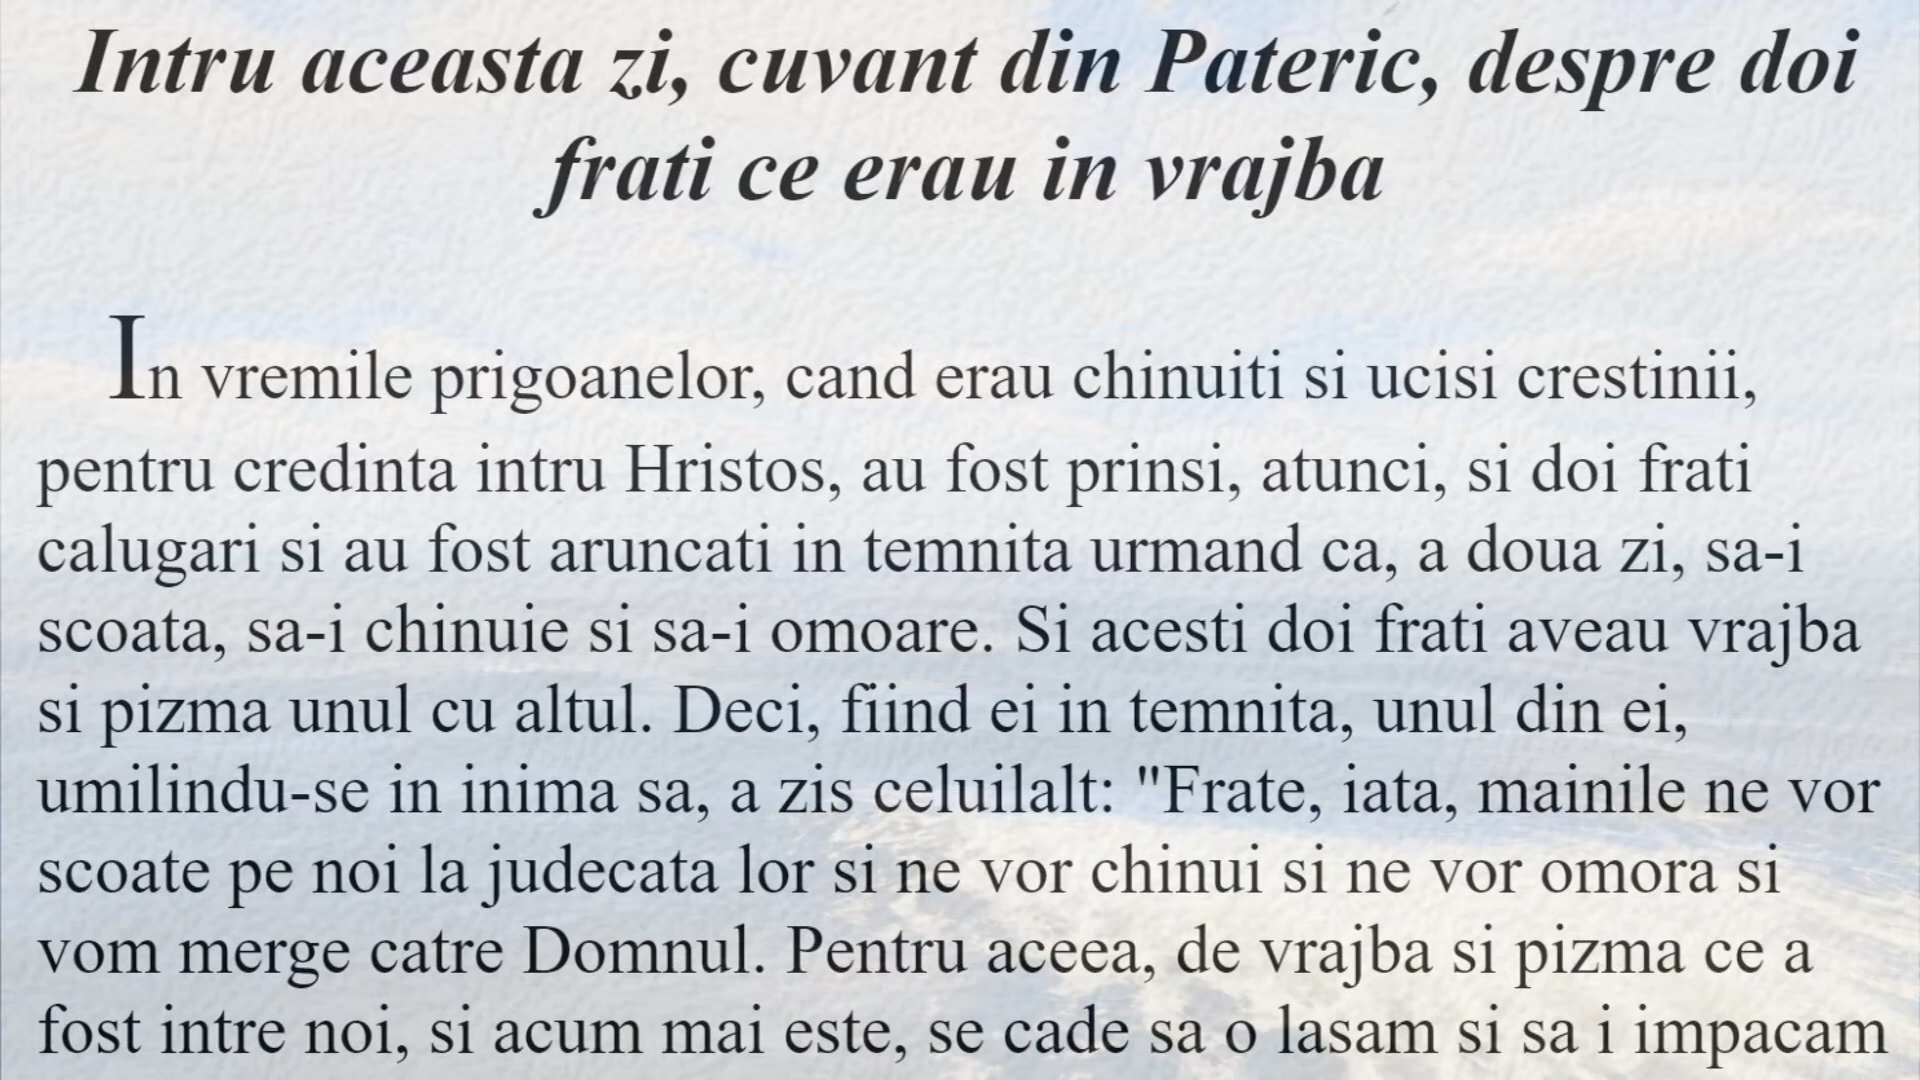 Intru aceasta zi, cuvant din Pateric, despre doi
frati ce erau in vrajba
In vremile prigoanelor, cand erau chinuiti si ucisi crestinii,
pentru credinta intru Hristos, au fost prinsi, atunci, si doi frati
calugari si au fost aruncati in temnita urmand ca, a doua zi, sa-i
scoata, sa-i chinuie si sa-i omoare. Si acesti doi frati aveau vrajba
si pizma unul cu altul. Deci, fiind ei in temnita, unul din ei,
umilindu-se in inima sa, a zis celuilalt: "Frate, iata, mainile ne vor
scoate pe noi la judecata lor si ne vor chinui si ne vor omora si
vom merge catre Domnul. Pentru aceea, de vrajba si pizma ce a
fost intre noi, si acum mai este, se cade sa o lasam si sa i impacam